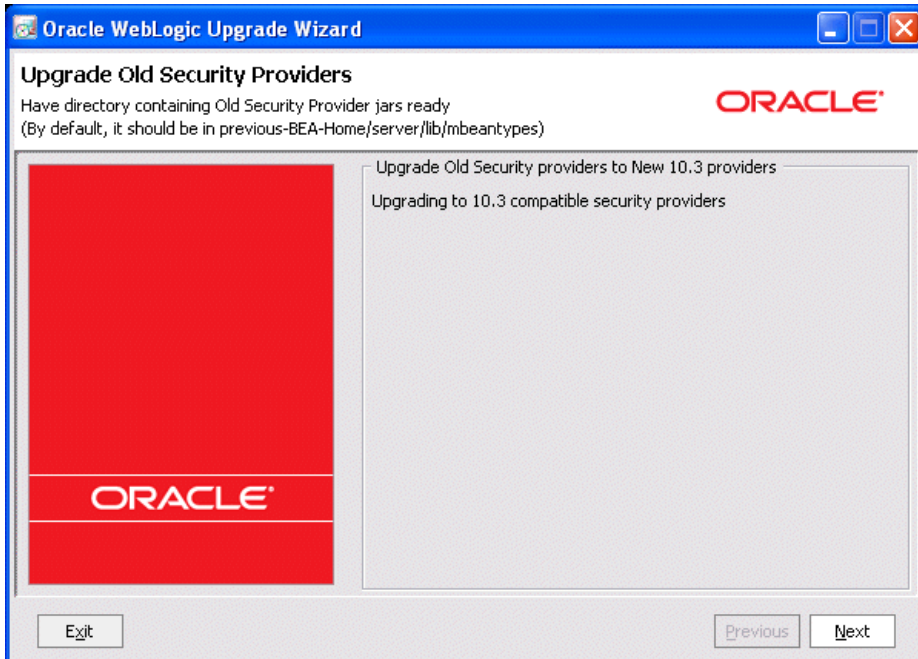 Oracle WebLogic Upgrade Wizard
Upgrade Old Security Providers
Have directory containing Old Security Provider jars ready
(By default, it should be in previous-BEA-Home/server/lib/mbeantypes)
ORACLE
Upgrade Old Security providers to New 10.3 providers
Upgrading to 10.3 compatible security providers
ORACLE
Exit
Previous
Next